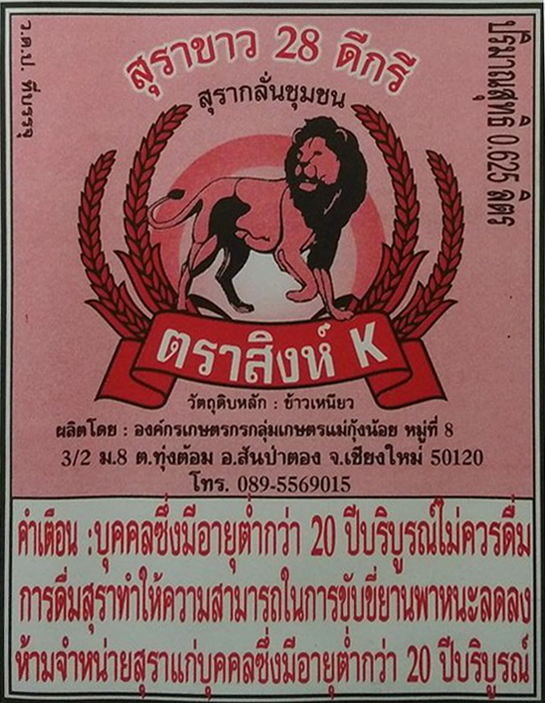 สุราขาว 28 ดีกรี
สุรากลั่นชุมชน
ว.ด.ป. ที่บรรจุ
ปริมาณสุทธิ 0.625 ลิตร
ตราสิงห์ K
วัตถุดิบหลัก : ข้าวเหนียว
ผลิตโดย : องค์กรเกษตรกรกลุ่มเกษตรแม่กุ้งน้อย หมู่ที่ 8
3/2 ม.8 ต.ทุ่งต้อม อ.สันป่าตอง จ.เชียงใหม่ 50120
โทร. 089-5569015
คำเตือน :บุคคลซึ่งมีอายุต่ำกว่า 20 ปีบริบูรณ์ไม่ควรดื่ม
การดื่มสุราทำให้ความสามารถในการขับขี่ยานพาหนะลดลง
ห้ามจำหน่ายสุราแก่บุคคลซึ่งมีอายุต่ำกว่า 20 ปีบริบูรณ์